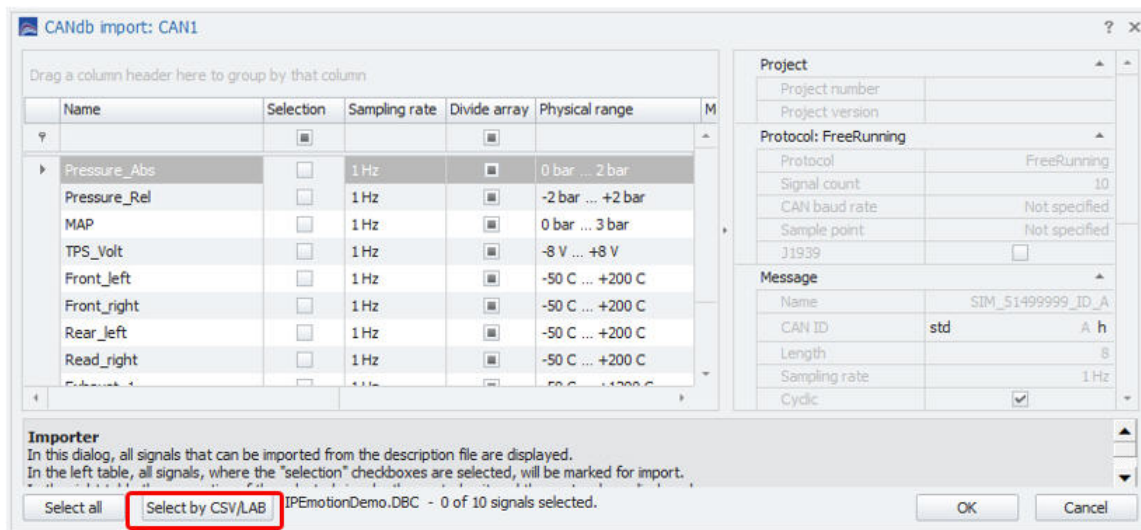 CANdb import: CAN1 ?
Drag a column header here to group by that column
Name Selection Sampling rate Divide array Physical range M
Pressure_Abs 1 Hz 0 bar ... 2 bar
Pressure_Rel 1 Hz -2 bar ... +2 bar
MAP 1 Hz 0 bar ... 3 bar
TPS_Volt 1 Hz -8 V ... +8 V
Front_left 1 Hz -50 C ... +200 C
Front_right 1 Hz -50 C ... +200 C
Rear_left 1 Hz -50 C ... +200 C
Read_right 1 Hz -50 C ... +200 C
Project
Project number
Project version
Protocol: FreeRunning
Protocol FreeRunning
Signal count 10
CAN baud rate Not specified
Sample point Not specified
J1939
Message
Name SIM_51499999_ID_A
CAN ID std A h
Length 8
Sampling rate 1 Hz
Cyclic
Importer
In this dialog, all signals that can be imported from the description file are displayed.
In the left table, all signals, where the "selection" checkboxes are selected, will be marked for import.
Select all Select by CSV/LAB IPEmotionDemo.DBC - 0 of 10 signals selected. OK Cancel